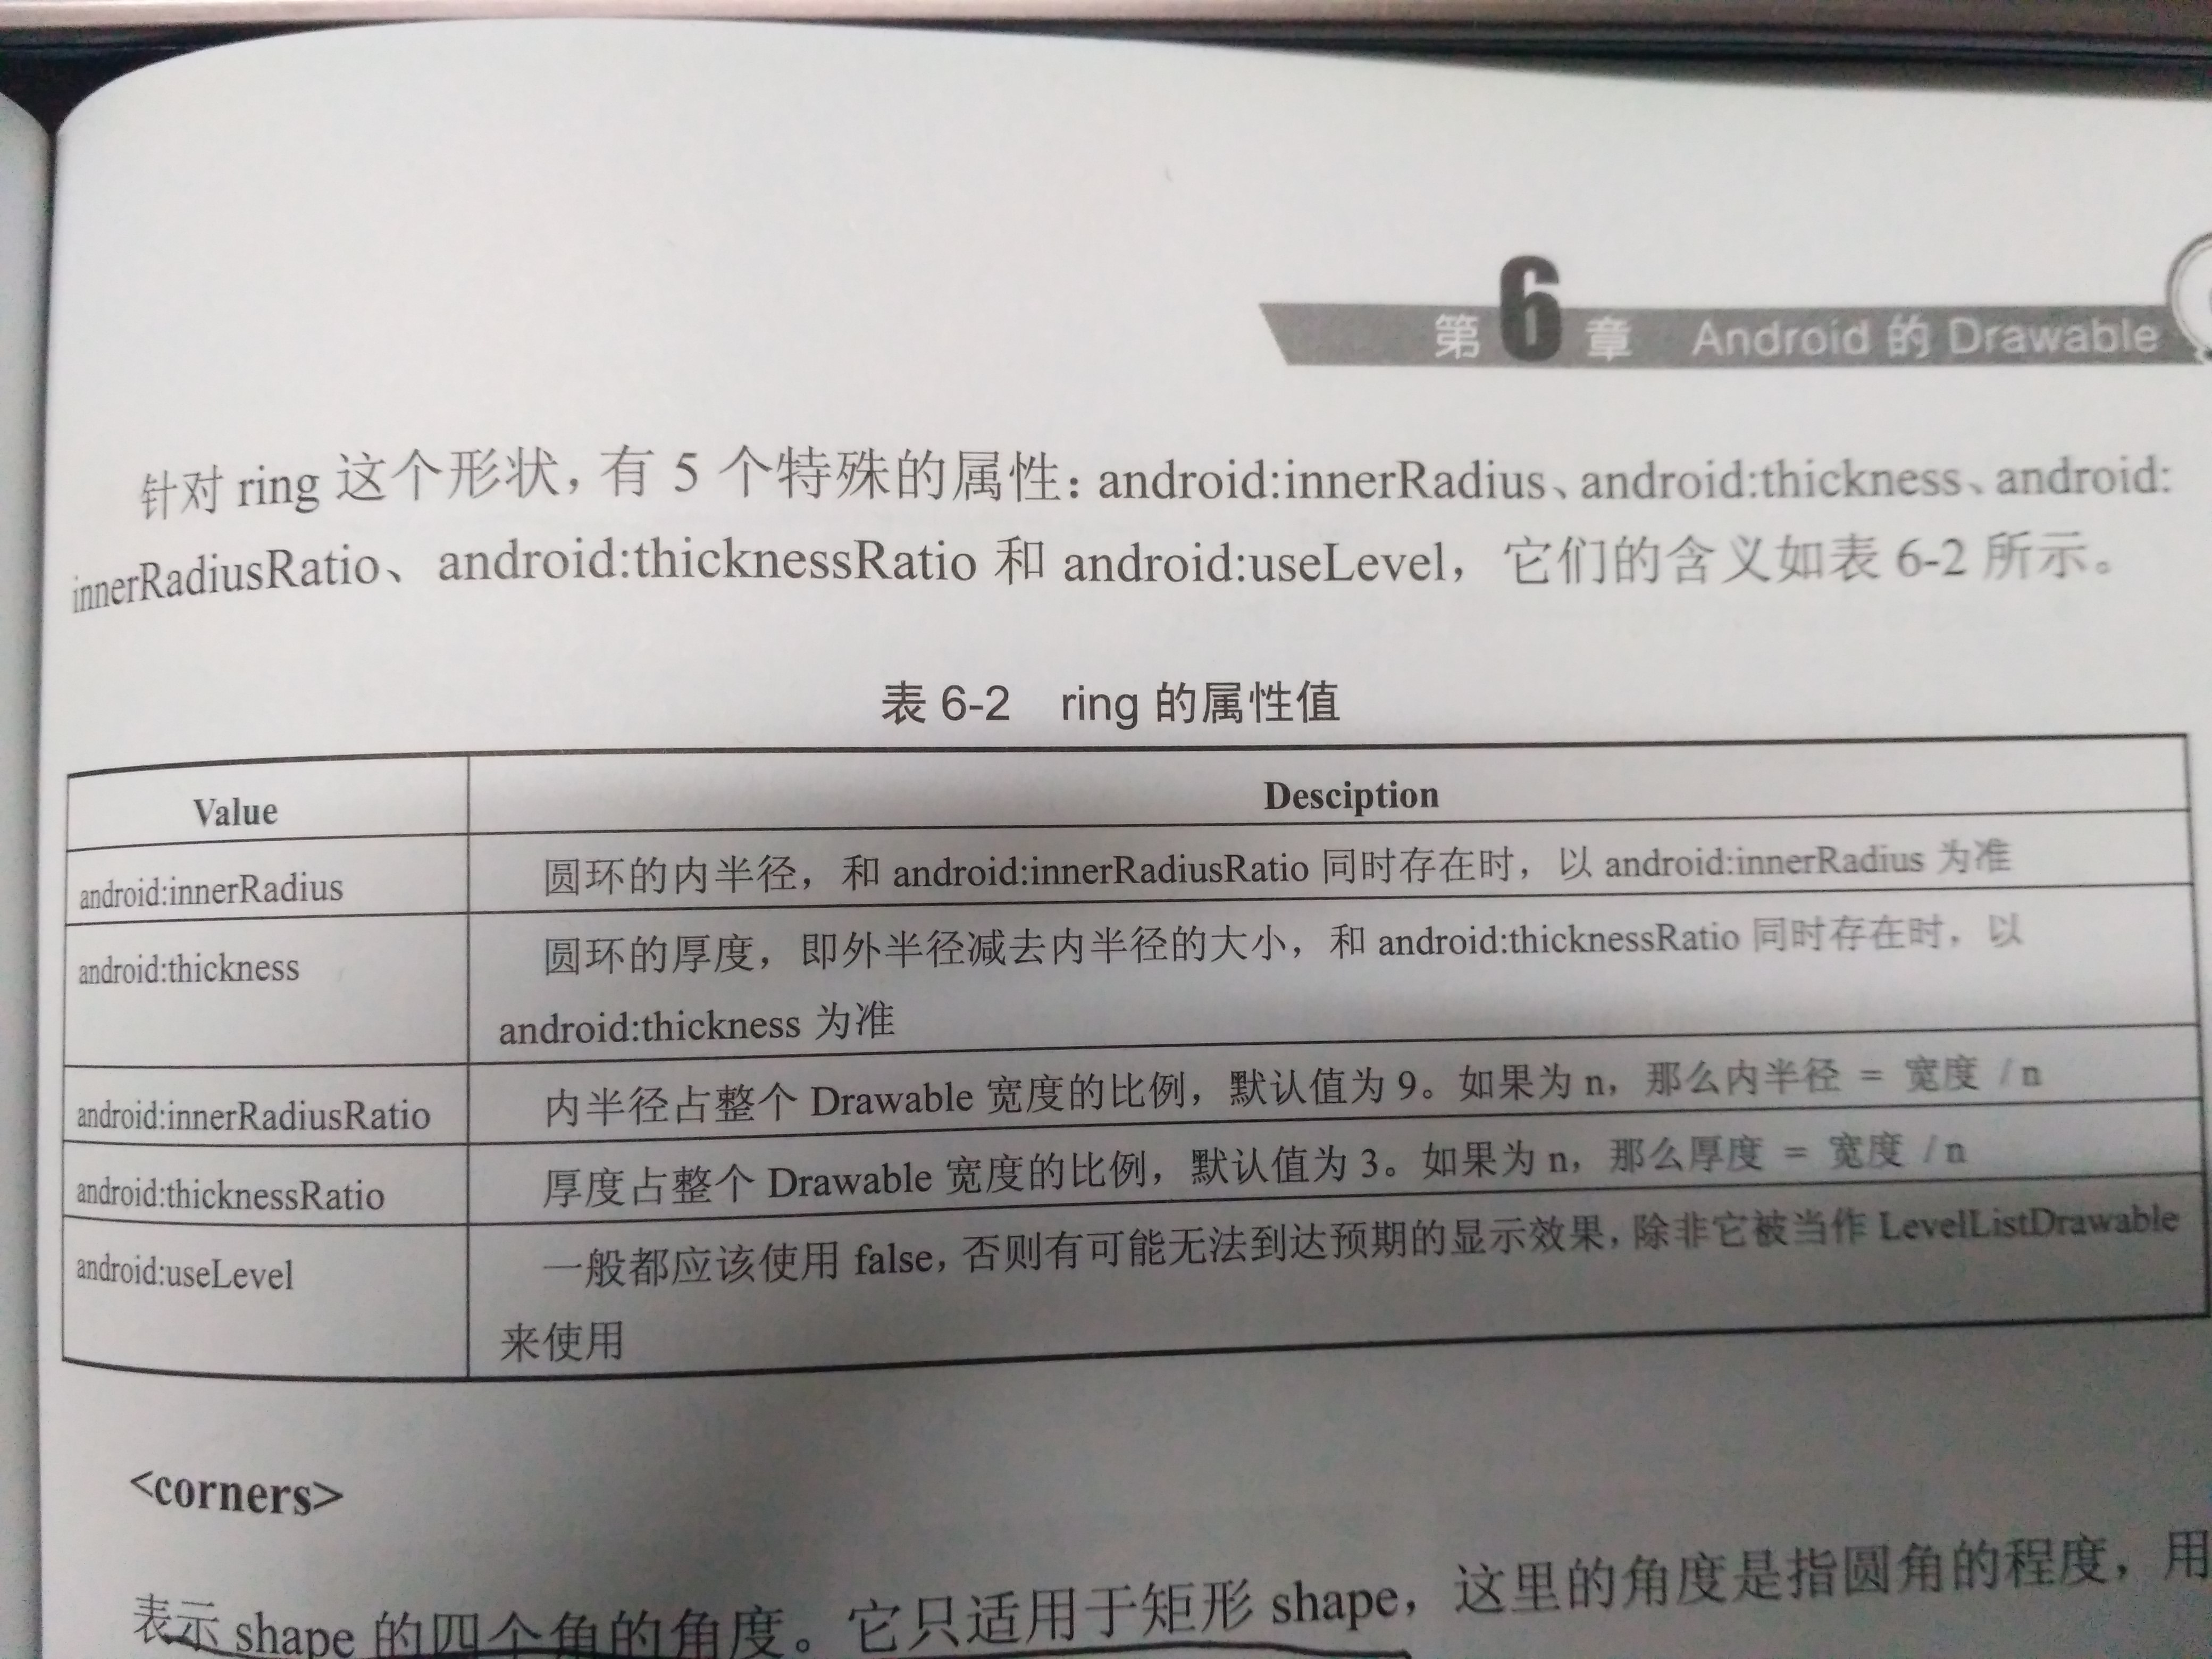 第6章 Android 的 Drawable
针对 ring 这个形状，有 5 个特殊的属性：android:innerRadius、android:thickness、android:
innerRadiusRatio、android:thicknessRatio 和 android:useLevel，它们的含义如表 6-2 所示。
表 6-2 ring 的属性值
Value Desciption
android:innerRadius 圆环的内半径，和 android:innerRadiusRatio 同时存在时，以 android:innerRadius 为准
android:thickness 圆环的厚度，即外半径减去内半径的大小，和 android:thicknessRatio 同时存在时，以
android:thickness 为准
android:innerRadiusRatio 内半径占整个 Drawable 宽度的比例，默认值为 9。如果为 n，那么内半径 = 宽度 / n
android:thicknessRatio 厚度占整个 Drawable 宽度的比例，默认值为 3。如果为 n，那么厚度 = 宽度 / n
android:useLevel 一般都应该使用 false，否则有可能无法到达预期的显示效果，除非它被当作 LevelListDrawable
来使用
<corners>
表示 shape 的四个角的角度。它只适用于矩形 shape，这里的角度是指圆角的程度，用